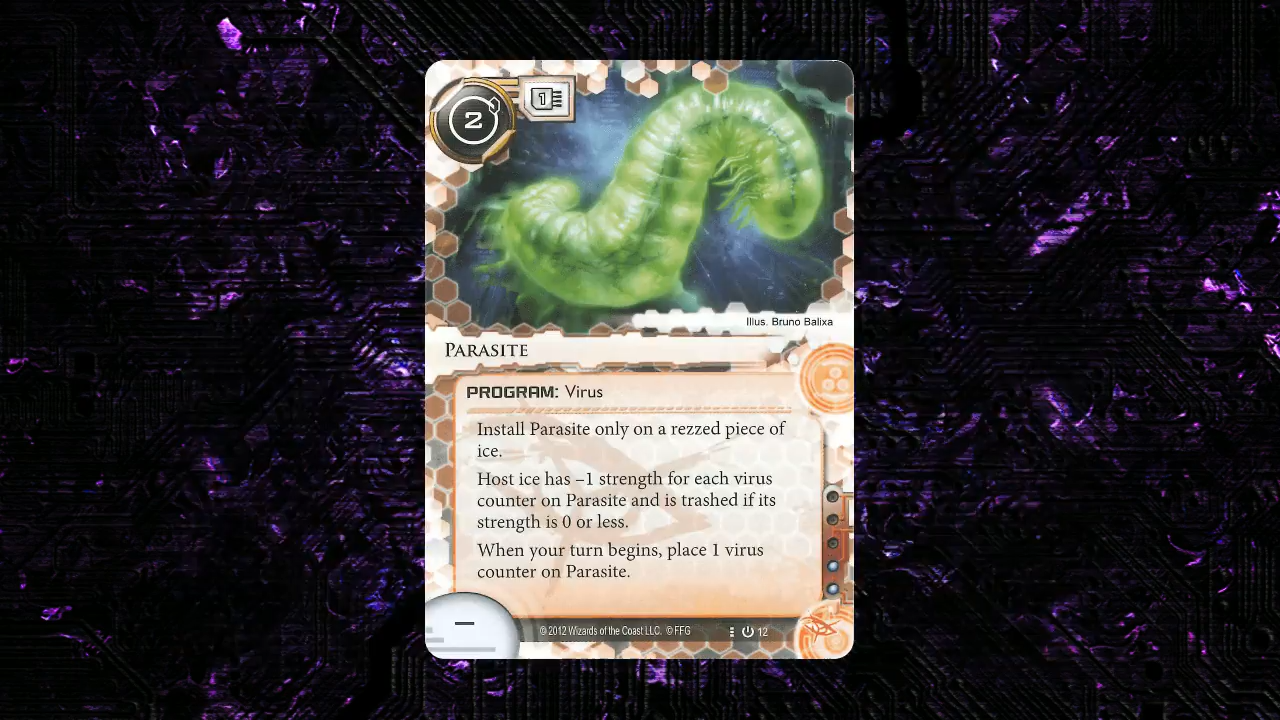 2
1
Illus. Bruno Balixa
Parasite
PROGRAM: Virus
Install Parasite only on a rezzed piece of
ice.
Host ice has –1 strength for each virus
counter on Parasite and is trashed if its
strength is 0 or less.
When your turn begins, place 1 virus
counter on Parasite.
–
© 2012 Wizards of the Coast LLC. © FFG
12